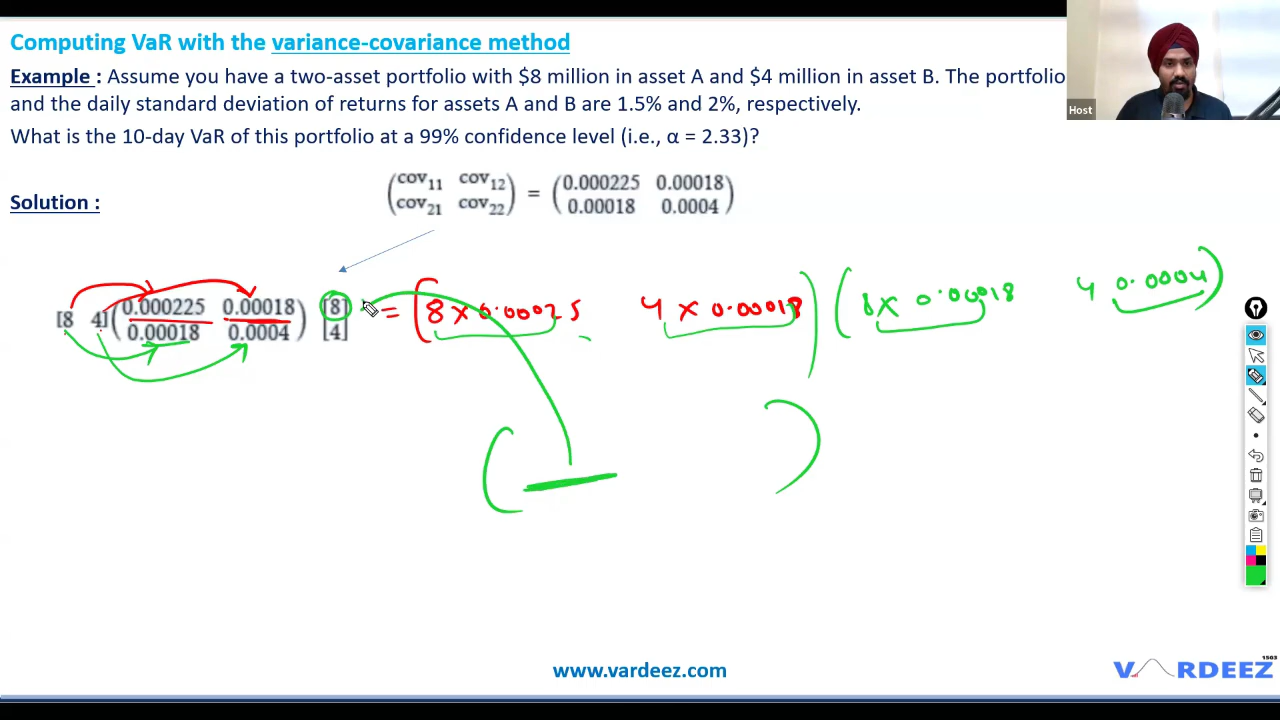 Computing VaR with the variance-covariance method
Example : Assume you have a two-asset portfolio with $8 million in asset A and $4 million in asset B. The portfolio
and the daily standard deviation of returns for assets A and B are 1.5% and 2%, respectively.
What is the 10-day VaR of this portfolio at a 99% confidence level (i.e., α = 2.33)?
Host
Solution :
(cov11 cov12) = (0.000225 0.00018)
(cov21 cov22) (0.00018 0.0004)
[8 4] (0.000225 0.00018) [8] = (8 × 0.00025 4 × 0.00018) (8 × 0.00018 4 0.0004)
(0.00018 0.0004) [4]
www.vardeez.com
1503
VARDEEZ